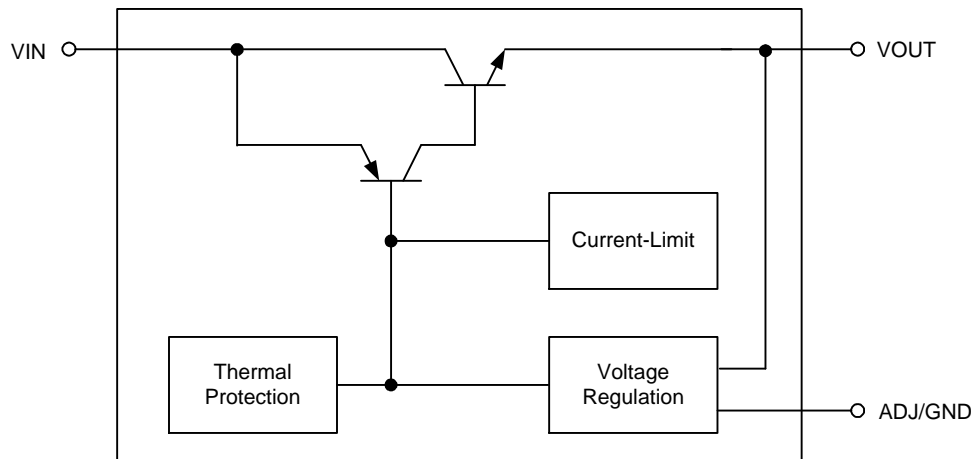 VIN
VOUT
Current-Limit
Thermal
Protection
Voltage
Regulation
ADJ/GND